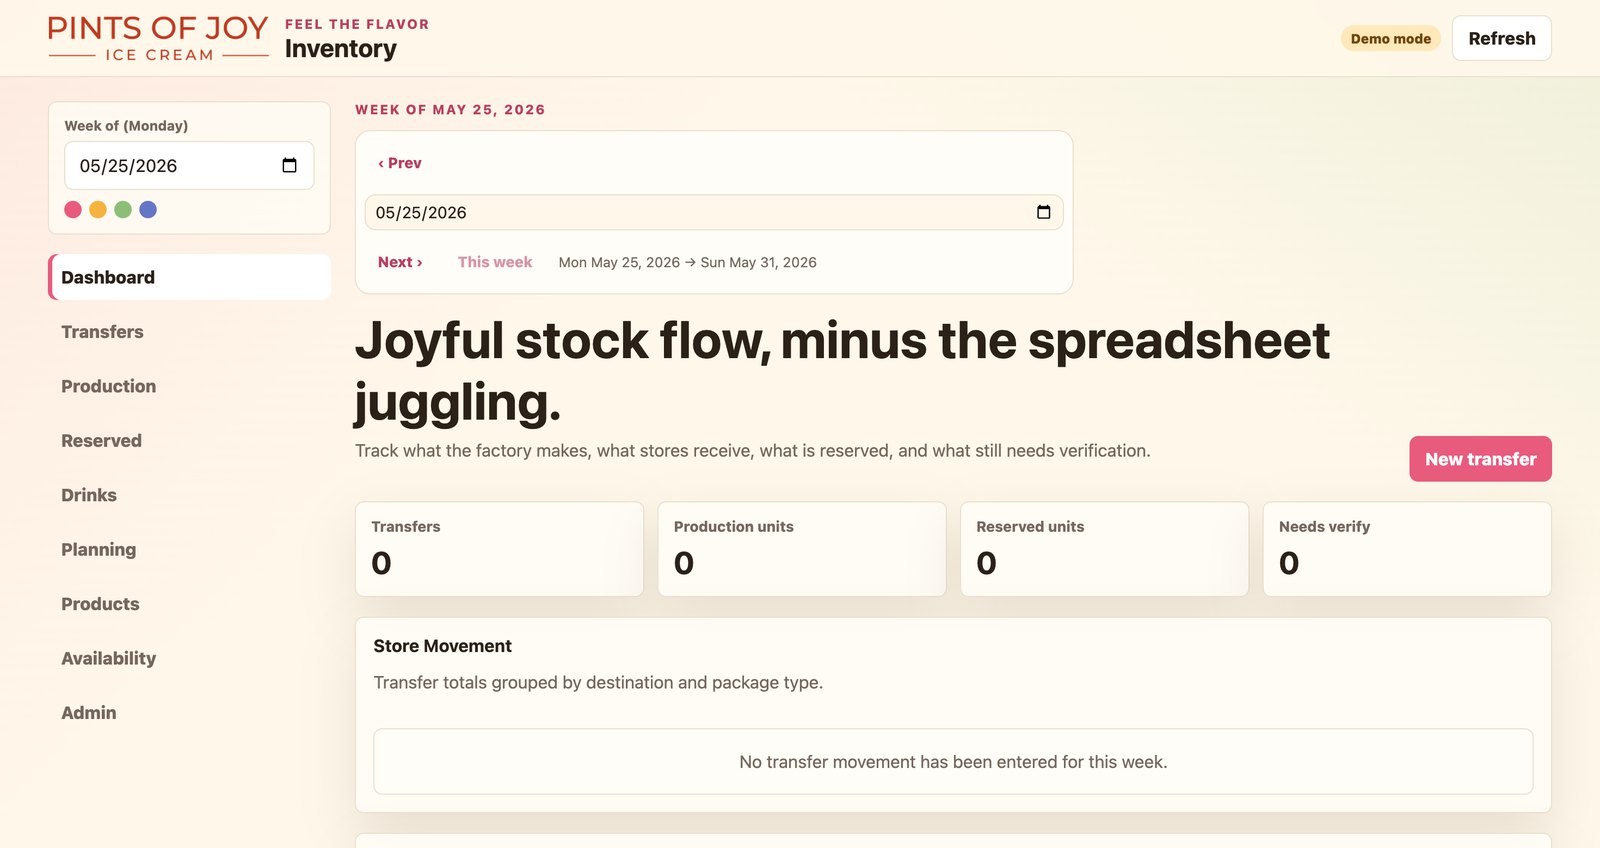 PINTS OF JOY
ICE CREAM
FEEL THE FLAVOR
Inventory
Demo mode
Refresh
Week of (Monday)
05/25/2026
Dashboard
Transfers
Production
Reserved
Drinks
Planning
Products
Availability
Admin
WEEK OF MAY 25, 2026
‹ Prev
05/25/2026
Next › This week Mon May 25, 2026 → Sun May 31, 2026
Joyful stock flow, minus the spreadsheet
juggling.
Track what the factory makes, what stores receive, what is reserved, and what still needs verification.
New transfer
Transfers
0
Production units
0
Reserved units
0
Needs verify
0
Store Movement
Transfer totals grouped by destination and package type.
No transfer movement has been entered for this week.